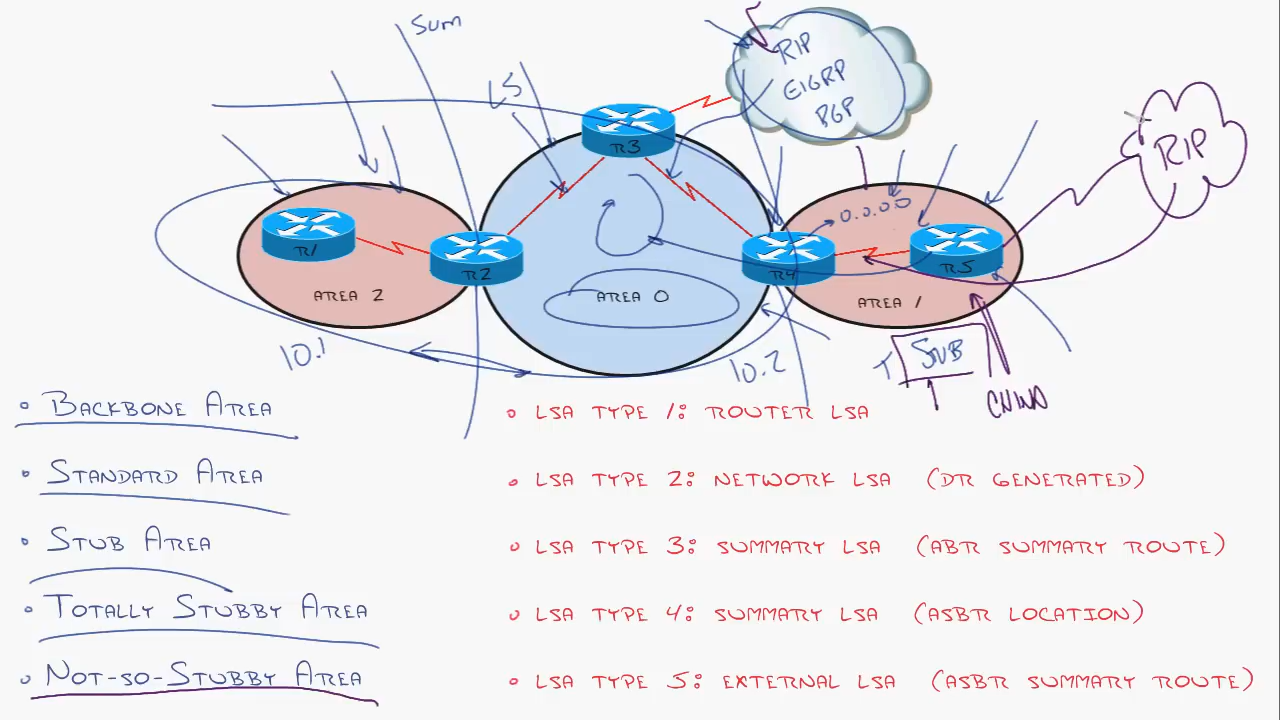 Sum
LS
RIP
EIGRP
BGP
RIP
R3
0.0.0.0
R1
R2
R4
R5
AREA 2
AREA 0
AREA 1
10.1
10.2
T STUB
CHINA
• BACKBONE AREA
• STANDARD AREA
• STUB AREA
• TOTALLY STUBBY AREA
• NOT-SO-STUBBY AREA
• LSA TYPE 1: ROUTER LSA
• LSA TYPE 2: NETWORK LSA (DR GENERATED)
• LSA TYPE 3: SUMMARY LSA (ABR SUMMARY ROUTE)
• LSA TYPE 4: SUMMARY LSA (ASBR LOCATION)
• LSA TYPE 5: EXTERNAL LSA (ASBR SUMMARY ROUTE)